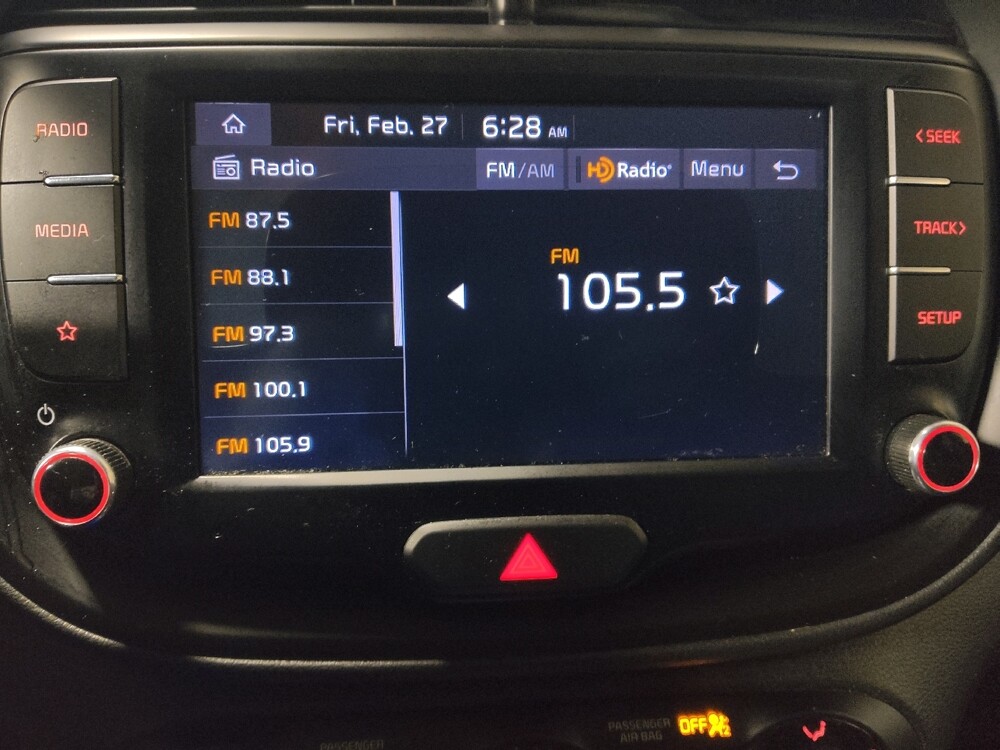 RADIO
MEDIA
Fri, Feb. 27 6:28 AM
Radio FM/AM HD Radio® Menu
FM 87.5
FM 88.1
FM 97.3
FM 100.1
FM 105.9
FM
105.5
< SEEK
TRACK >
SETUP
PASSENGER
AIR BAG
OFF 2
PASSENGER